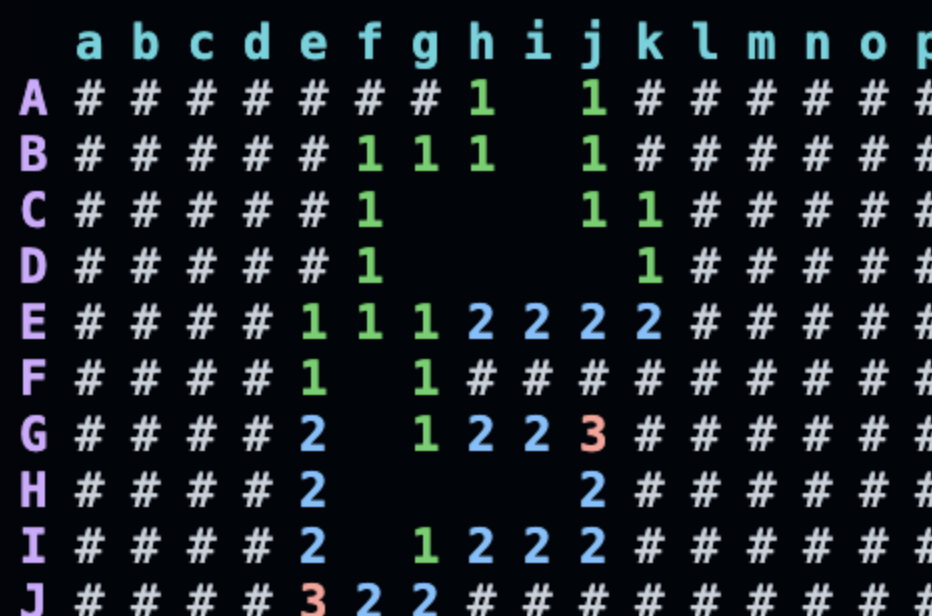 a b c d e f g h i j k l m n o p
A # # # # # # # 1   1 # # # # # #
B # # # # # 1 1 1   1 # # # # # #
C # # # # # 1       1 1 # # # # #
D # # # # # 1         1 # # # # #
E # # # # 1 1 1 2 2 2 2 # # # # #
F # # # # 1   1 # # # # # # # # #
G # # # # 2   1 2 2 3 # # # # # #
H # # # # 2         2 # # # # # #
I # # # # 2   1 2 2 2 # # # # # #
J # # # # 3 2 2 # # # # # # # # #